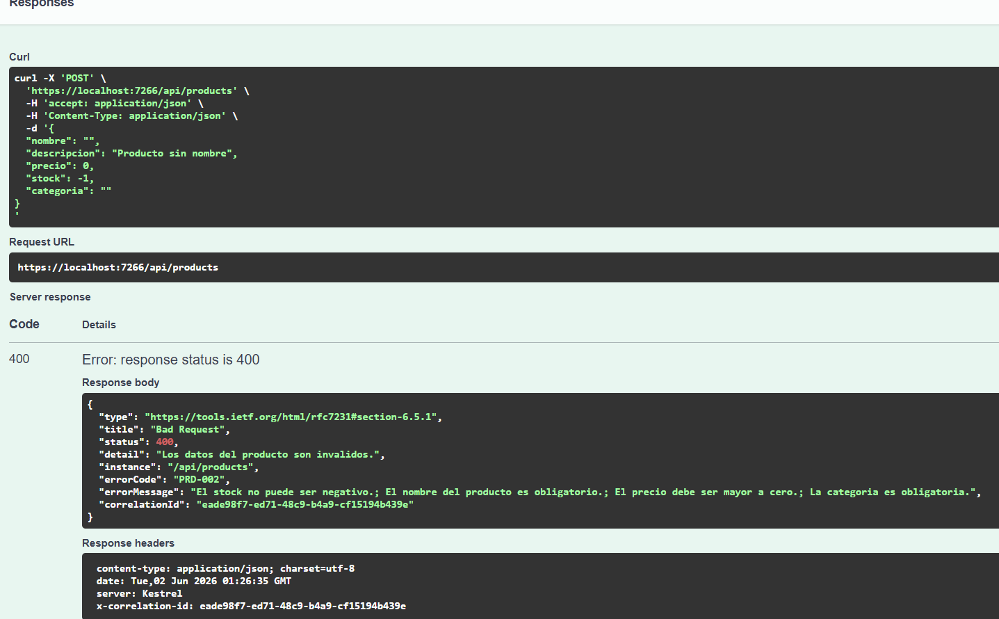 Responses
Curl
curl -X 'POST' \
  'https://localhost:7266/api/products' \
  -H 'accept: application/json' \
  -H 'Content-Type: application/json' \
  -d '{
  "nombre": "",
  "descripcion": "Producto sin nombre",
  "precio": 0,
  "stock": -1,
  "categoria": ""
}
'
Request URL
https://localhost:7266/api/products
Server response
Code Details
400 Error: response status is 400
Response body
{
  "type": "https://tools.ietf.org/html/rfc7231#section-6.5.1",
  "title": "Bad Request",
  "status": 400,
  "detail": "Los datos del producto son invalidos.",
  "instance": "/api/products",
  "errorCode": "PRD-002",
  "errorMessage": "El stock no puede ser negativo.; El nombre del producto es obligatorio.; El precio debe ser mayor a cero.; La categoria es obligatoria.",
  "correlationId": "eade98f7-ed71-48c9-b4a9-cf15194b439e"
}
Response headers
content-type: application/json; charset=utf-8
date: Tue,02 Jun 2026 01:26:35 GMT
server: Kestrel
x-correlation-id: eade98f7-ed71-48c9-b4a9-cf15194b439e